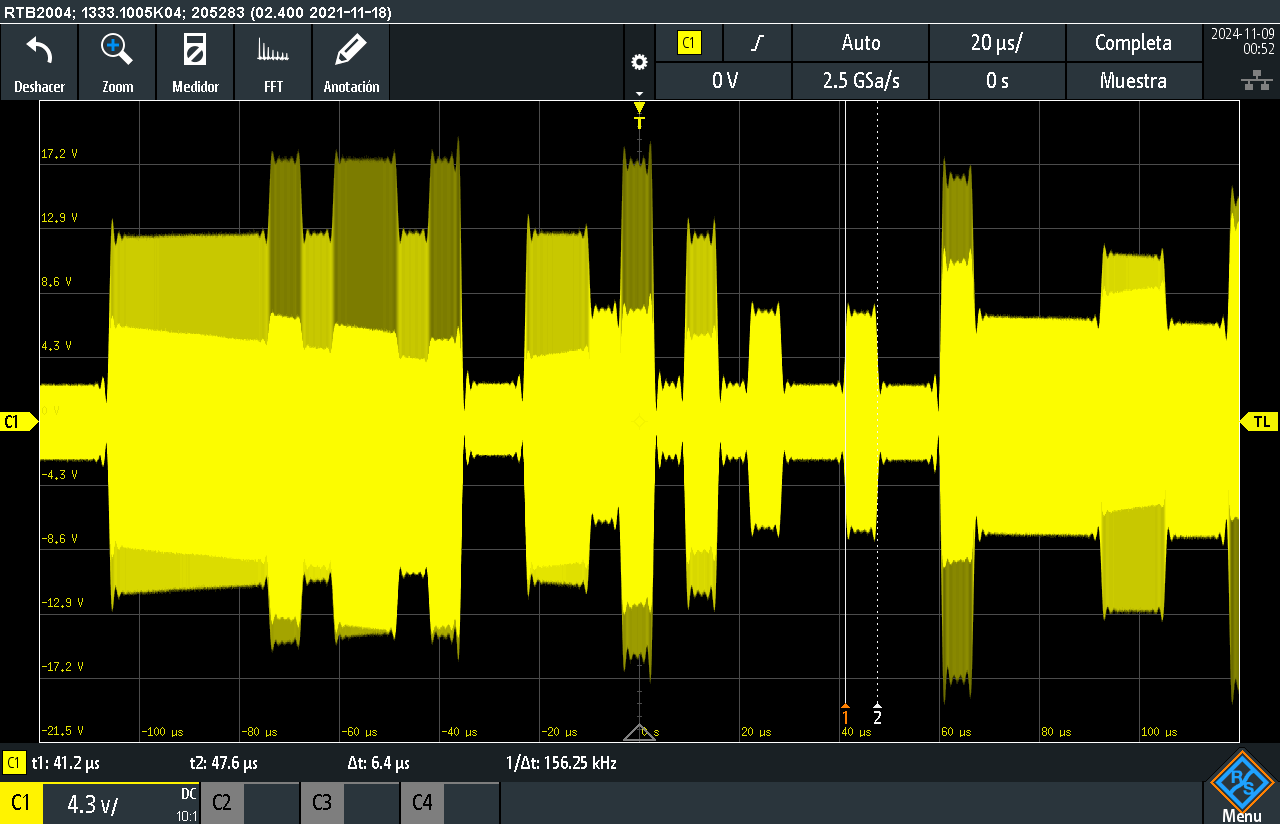 RTB2004; 1333.1005K04; 205283 (02.400 2021-11-18)
Deshacer
Zoom
Medidor
FFT
Anotación
C1
Auto
20 µs/
Completa
0 V
2.5 GSa/s
0 s
Muestra
2024-11-09
00:52
T
17.2 V
12.9 V
8.6 V
4.3 V
0 V
C1
TL
-4.3 V
-8.6 V
-12.9 V
-17.2 V
-21.5 V
1
2
-100 µs
-80 µs
-60 µs
-40 µs
-20 µs
0 s
20 µs
40 µs
60 µs
80 µs
100 µs
C1 t1: 41.2 µs t2: 47.6 µs Δt: 6.4 µs 1/Δt: 156.25 kHz
C1
4.3 V/
DC
10:1
C2
C3
C4
R S
Menu